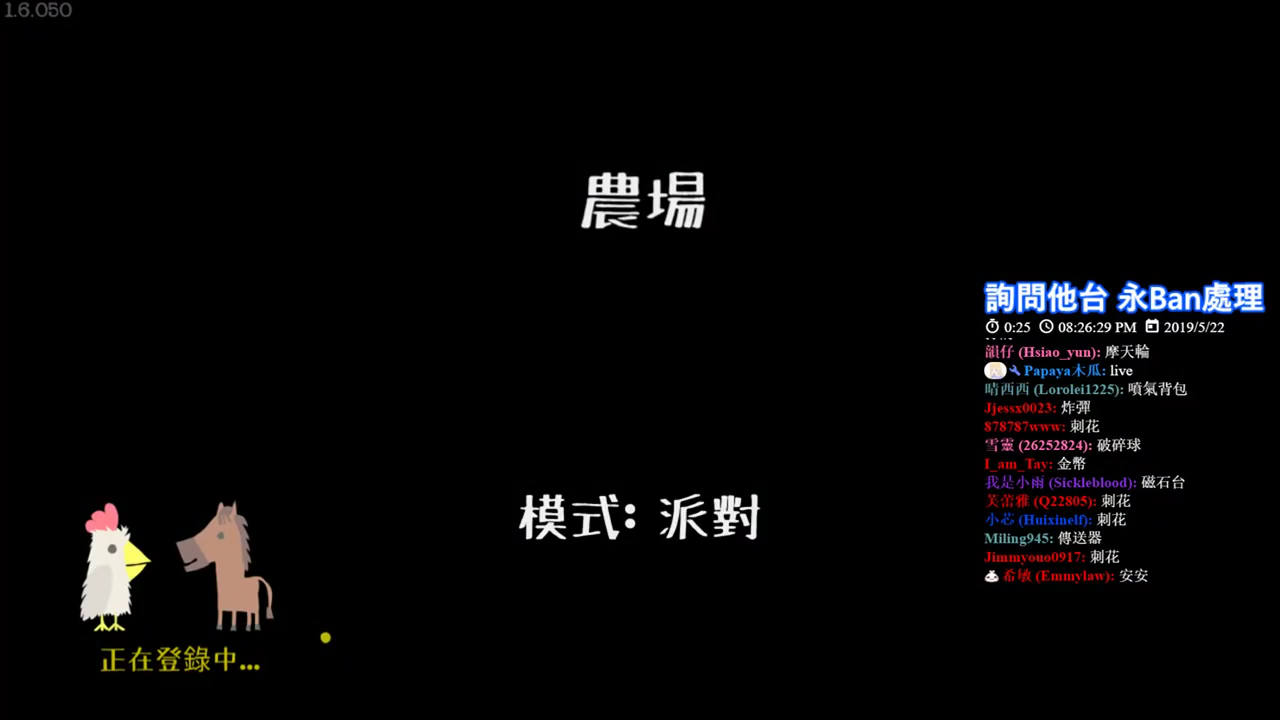 1.6.050
農場
詢問他台 永Ban處理
0:25 08:26:29 PM 2019/5/22
韻仔 (Hsiao_yun): 摩天輪
Papaya木瓜: live
晴西西 (Lorolei1225): 噴氣背包
Jjessx0023: 炸彈
878787www: 刺花
雪靈 (26252824): 破碎球
I_am_Tay: 金幣
我是小雨 (Sickleblood): 磁石台
芙蕾雅 (Q22805): 刺花
小芯 (Huixinelf): 刺花
Miling945: 傳送器
Jimmyouo0917: 刺花
希敏 (Emmylaw): 安安
模式: 派對
正在登錄中...